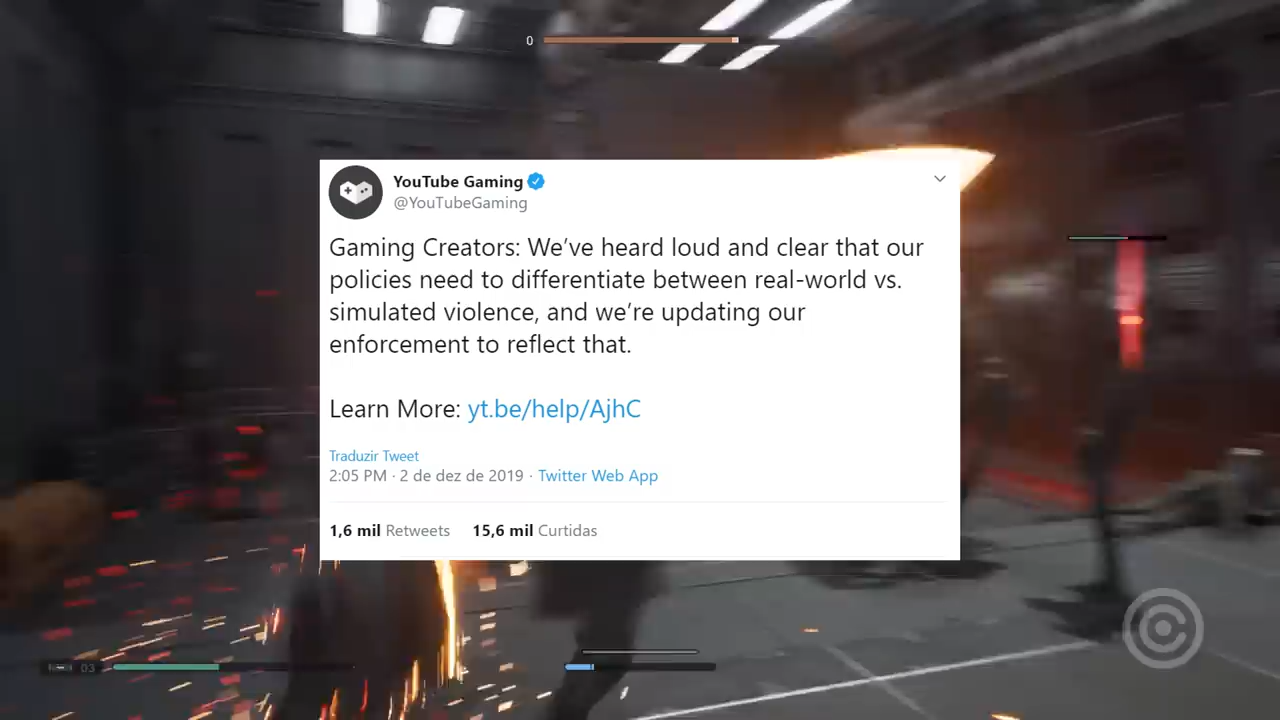 0
YouTube Gaming
@YouTubeGaming
Gaming Creators: We’ve heard loud and clear that our
policies need to differentiate between real-world vs.
simulated violence, and we’re updating our
enforcement to reflect that.
Learn More: yt.be/help/AjhC
Traduzir Tweet
2:05 PM · 2 de dez de 2019 · Twitter Web App
1,6 mil Retweets 15,6 mil Curtidas
03